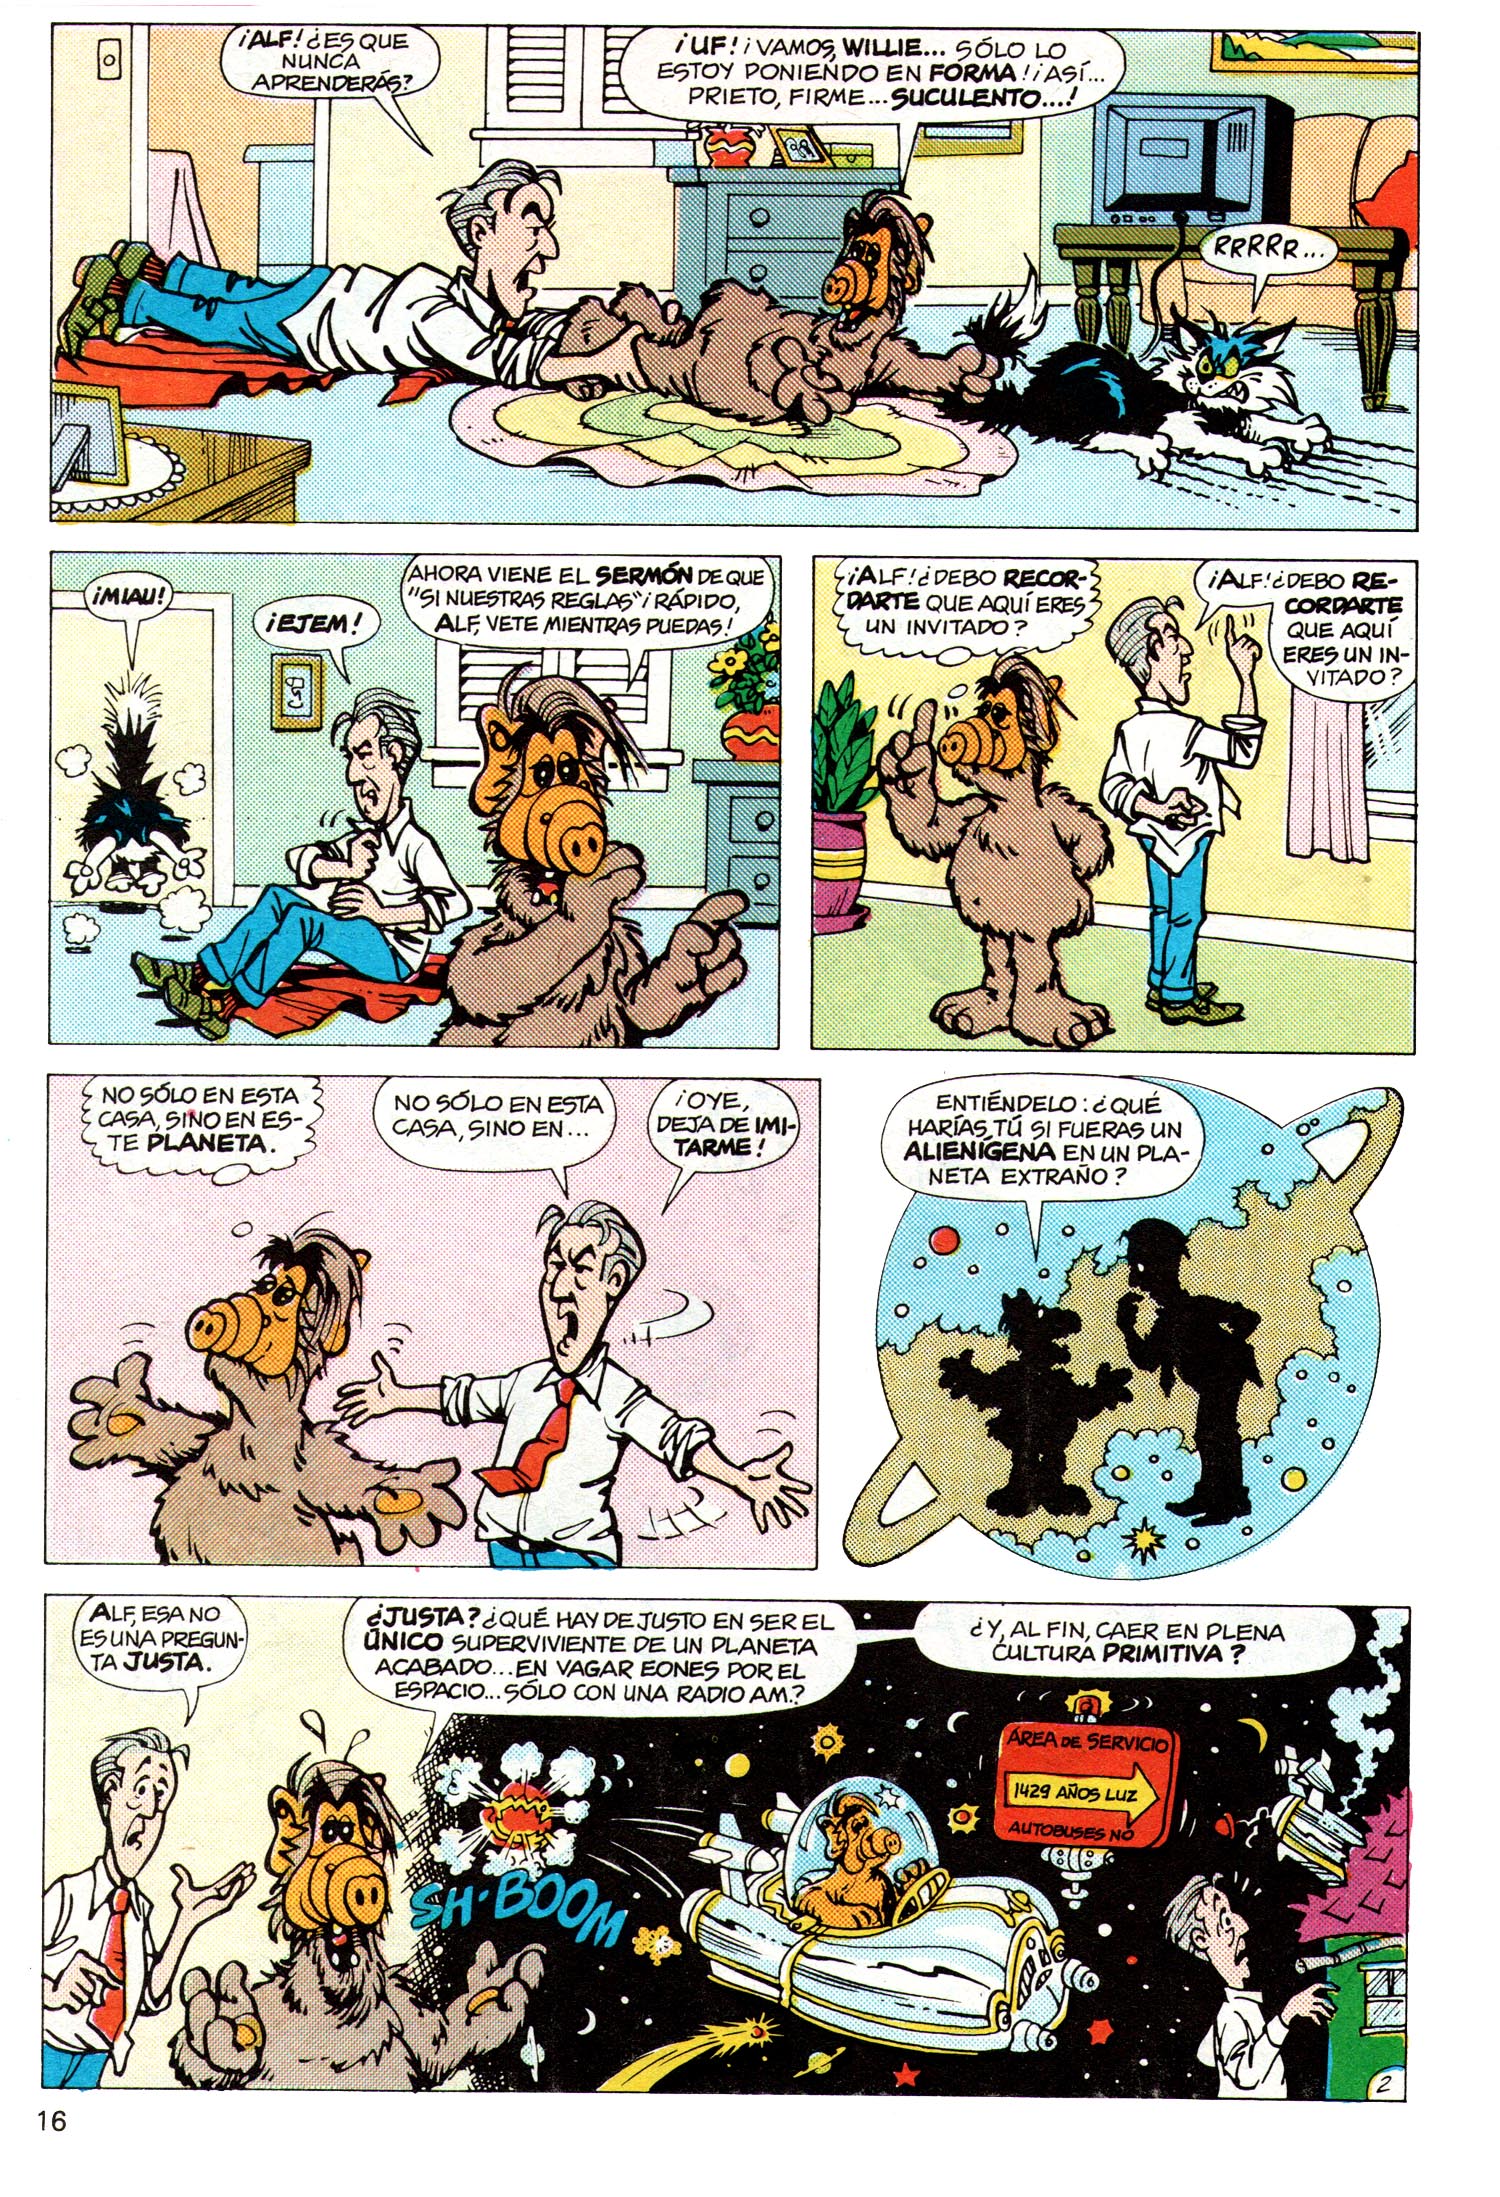 ¡ALF! ¿ES QUE
NUNCA
APRENDERÁS?
¡UF! ¡VAMOS, WILLIE... SÓLO LO
ESTOY PONIENDO EN FORMA! ¡ASÍ...
PRIETO, FIRME... SUCULENTO...!
RRRRR...
¡MIAU!
¡EJEM!
AHORA VIENE EL SERMÓN DE QUE
"SI NUESTRAS REGLAS" ¡RÁPIDO,
ALF, VETE MIENTRAS PUEDAS!
¡ALF! ¿DEBO RECOR-
DARTE QUE AQUÍ ERES
UN INVITADO?
¡ALF! ¿DEBO RE-
CORDARTE
QUE AQUÍ
ERES UN IN-
VITADO?
NO SÓLO EN ESTA
CASA, SINO EN ES-
TE PLANETA.
NO SÓLO EN ESTA
CASA, SINO EN...
¡OYE,
DEJA DE IMI-
TARME!
ENTIÉNDELO: ¿QUÉ
HARÍAS TÚ SI FUERAS UN
ALIENÍGENA EN UN PLA-
NETA EXTRAÑO?
ALF, ESA NO
ES UNA PREGUN-
TA JUSTA.
¿JUSTA? ¿QUÉ HAY DE JUSTO EN SER EL
ÚNICO SUPERVIVIENTE DE UN PLANETA
ACABADO... EN VAGAR EONES POR EL
ESPACIO... SÓLO CON UNA RADIO AM?
¿Y, AL FIN, CAER EN PLENA
CULTURA PRIMITIVA?
SH-BOOM
ÁREA DE SERVICIO
1429 AÑOS LUZ
AUTOBUSES NO
2
16